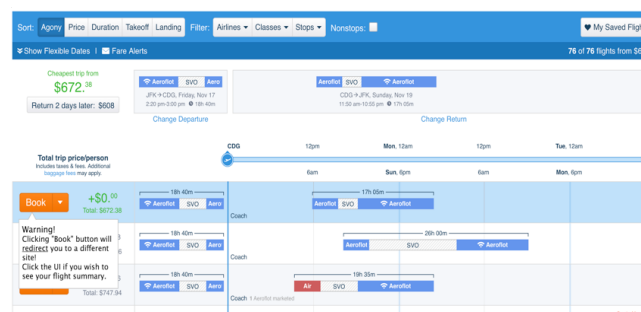 Sort: Agony Price Duration Takeoff Landing Filter: Airlines Classes Stops Nonstops: My Saved Fligh
Show Flexible Dates | Fare Alerts 76 of 76 flights from $6
Cheapest trip from
$672.38
Return 2 days later: $608
Aeroflot SVO Aero
JFK→CDG, Friday, Nov 17
2:20 pm-3:00 pm 18h 40m
Change Departure
Aeroflot SVO Aeroflot
CDG→JFK, Sunday, Nov 19
11:50 am-10:55 pm 17h 05m
Change Return
CDG 12pm Mon, 12am 12pm Tue, 12am
6am Sun, 6pm 6am Mon, 6pm
Total trip price/person
Includes taxes & fees. Additional
baggage fees may apply.
Book +$0.00
Total: $672.38
18h 40m 17h 05m
Aeroflot SVO Aero Aeroflot SVO Aeroflot
Coach
Warning!
Clicking "Book" button will
redirect you to a different
site!
Click the UI if you wish to
see your flight summary.
18h 40m 26h 00m
Aeroflot SVO Aero Aeroflot SVO Aeroflot
Coach
18h 40m 19h 35m
Aeroflot SVO Aero Air SVO Aeroflot
Total: $747.94
Coach Aeroflot marketed